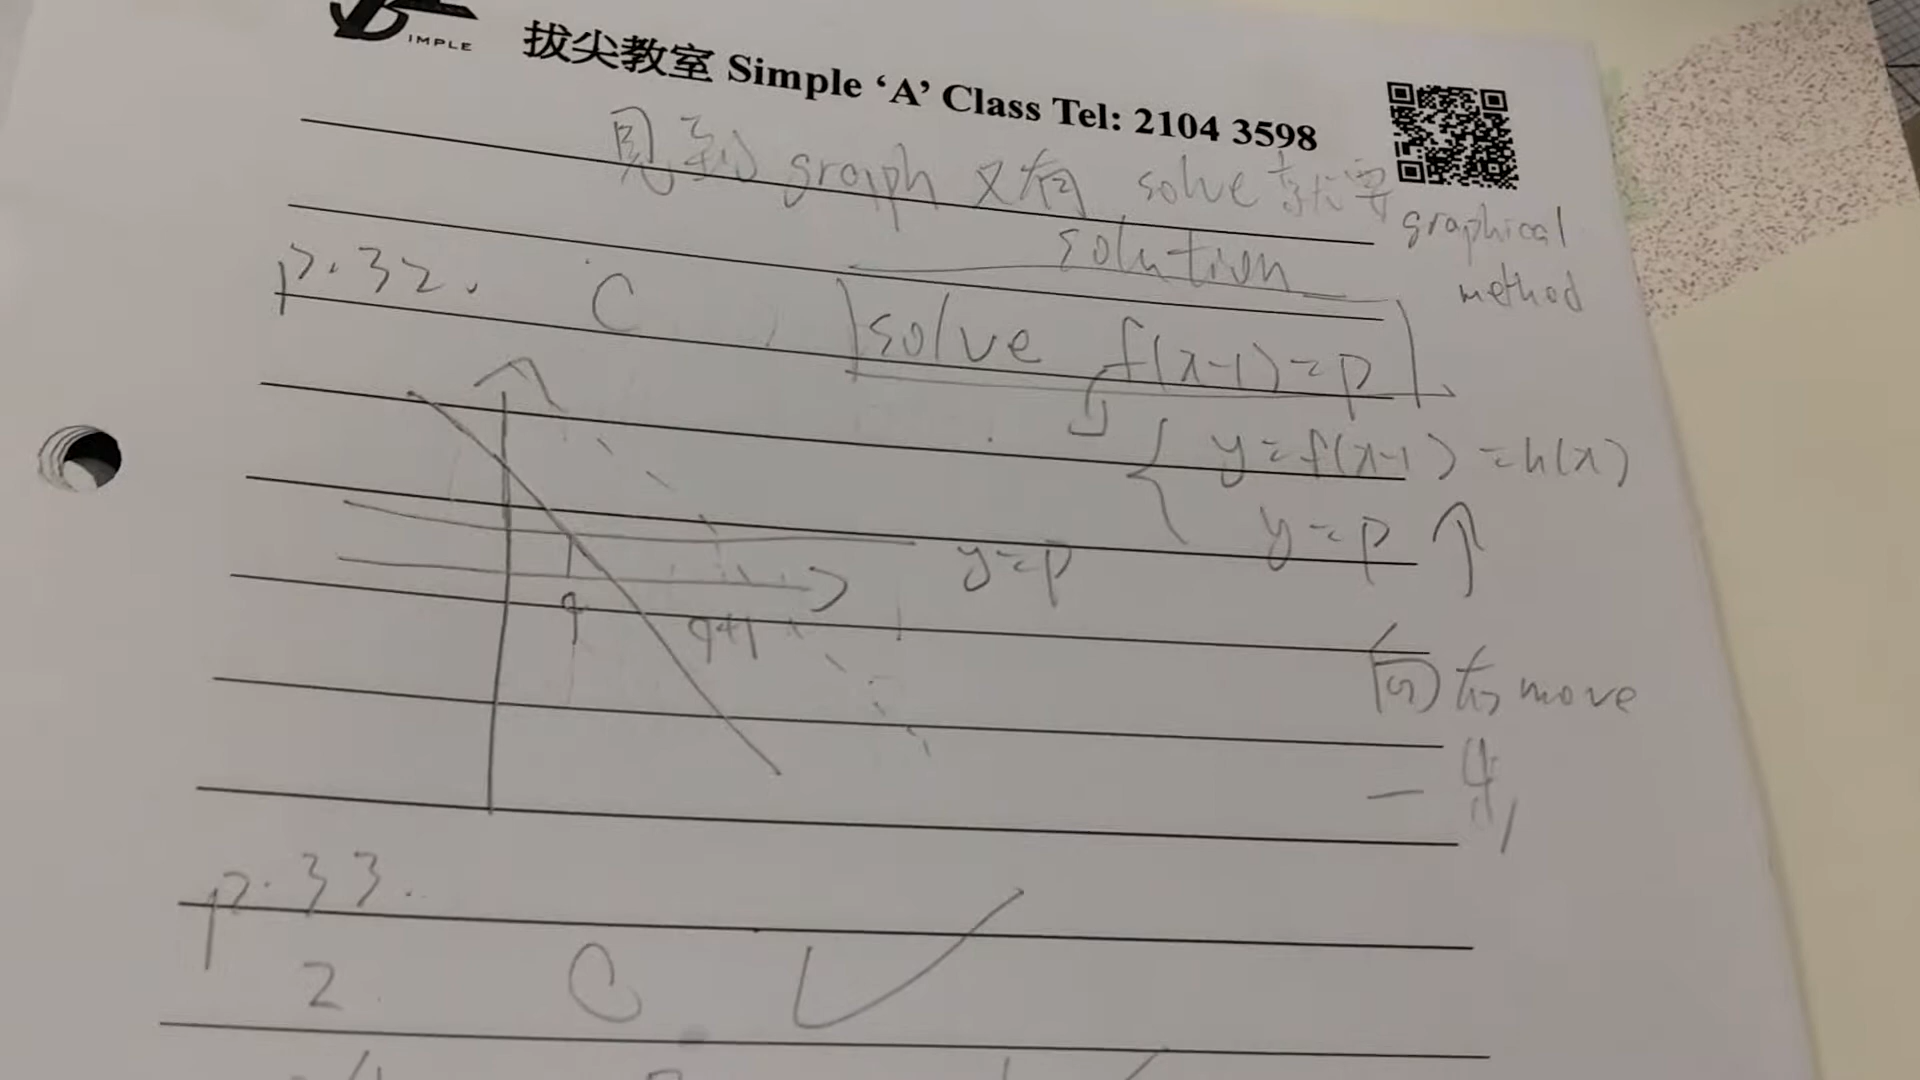 IMPLE
拔尖教室 Simple ‘A’ Class Tel: 2104 3598
見到 graph 又有 solve 就要 graphical method
solution
p.32. C solve f(x-1)=p
y=f(x-1)=h(x)
y=p
y=p
q q+1
向右 move
p.33.
2 C